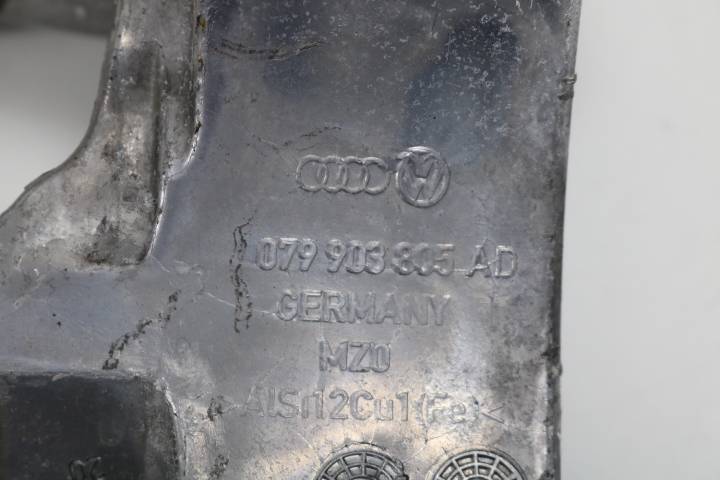 079 903 805 AD
GERMANY
MZ0
>AlSi12Cu1(Fe)<